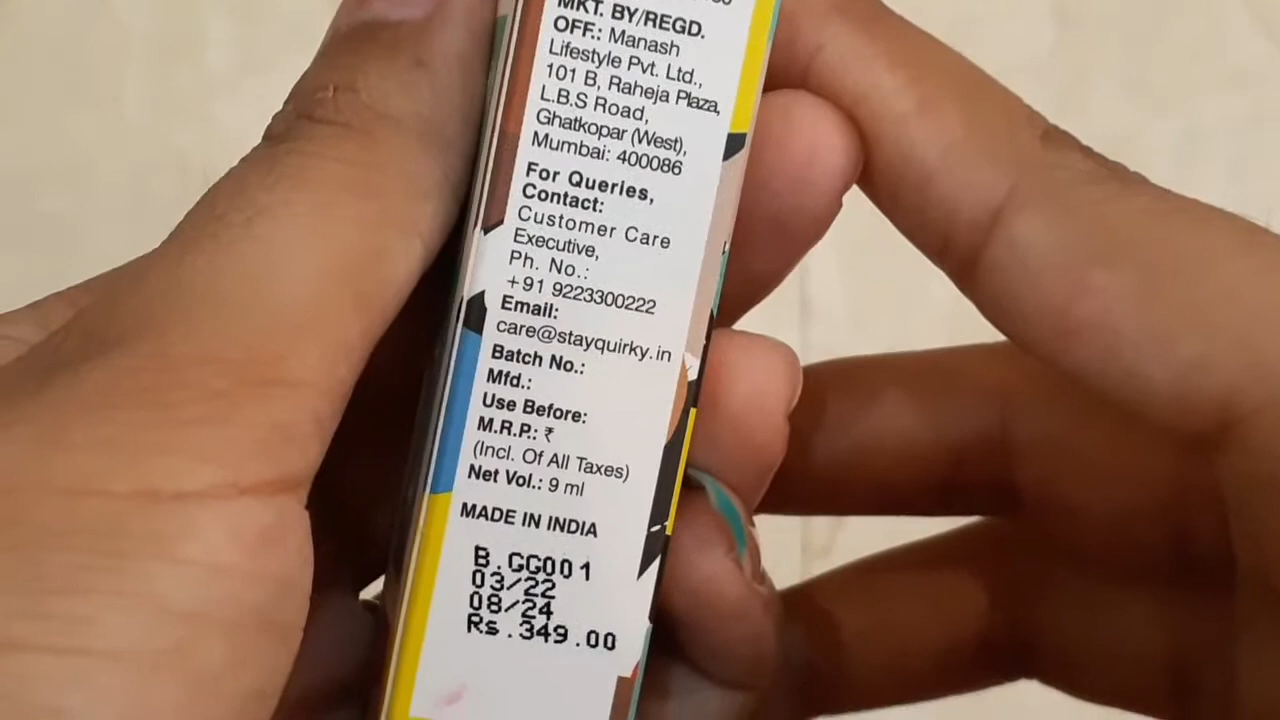 MKT. BY/REGD.
OFF.: Manash
Lifestyle Pvt. Ltd.,
101 B, Raheja Plaza,
L.B.S Road,
Ghatkopar (West),
Mumbai: 400086
For Queries,
Contact:
Customer Care
Executive,
Ph. No.:
+91 9223300222
Email:
care@stayquirky.in
Batch No.:
Mfd.:
Use Before:
M.R.P.: ₹
(Incl. Of All Taxes)
Net Vol.: 9 ml
MADE IN INDIA
B.GG001
03/22
08/24
Rs.349.00